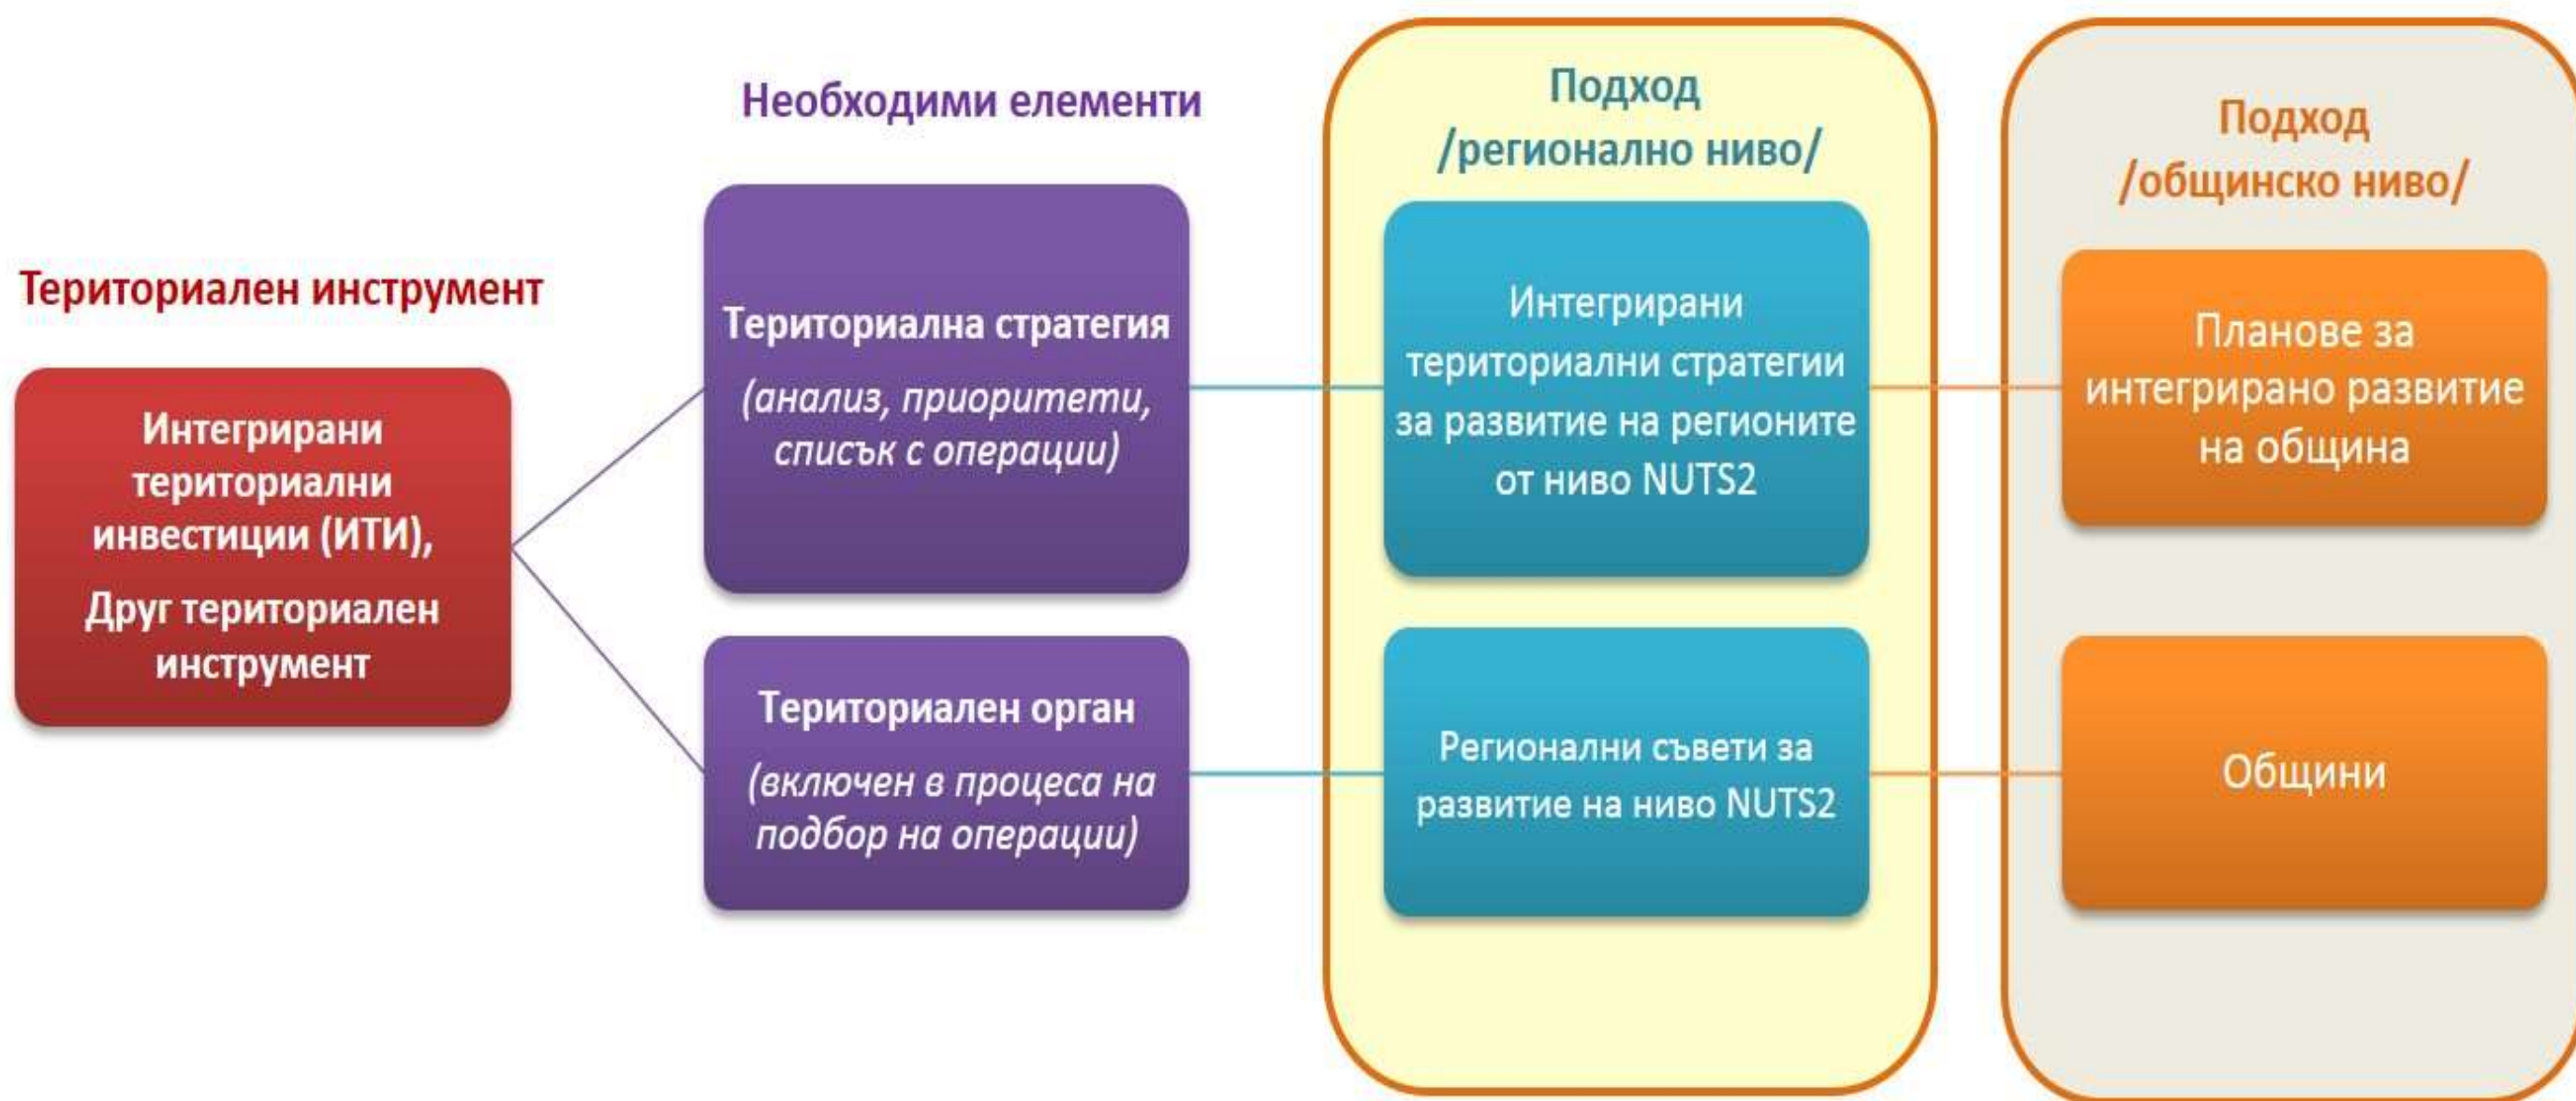 Териториален инструмент
Интегрирани
териториални
инвестиции (ИТИ),
Друг териториален
инструмент
Необходими елементи
Териториална стратегия
(анализ, приоритети,
списък с операции)
Териториален орган
(включен в процеса на
подбор на операции)
Подход
/регионално ниво/
Интегрирани
териториални стратегии
за развитие на регионите
от ниво NUTS2
Регионални съвети за
развитие на ниво NUTS2
Подход
/общинско ниво/
Планове за
интегрирано развитие
на община
Общини